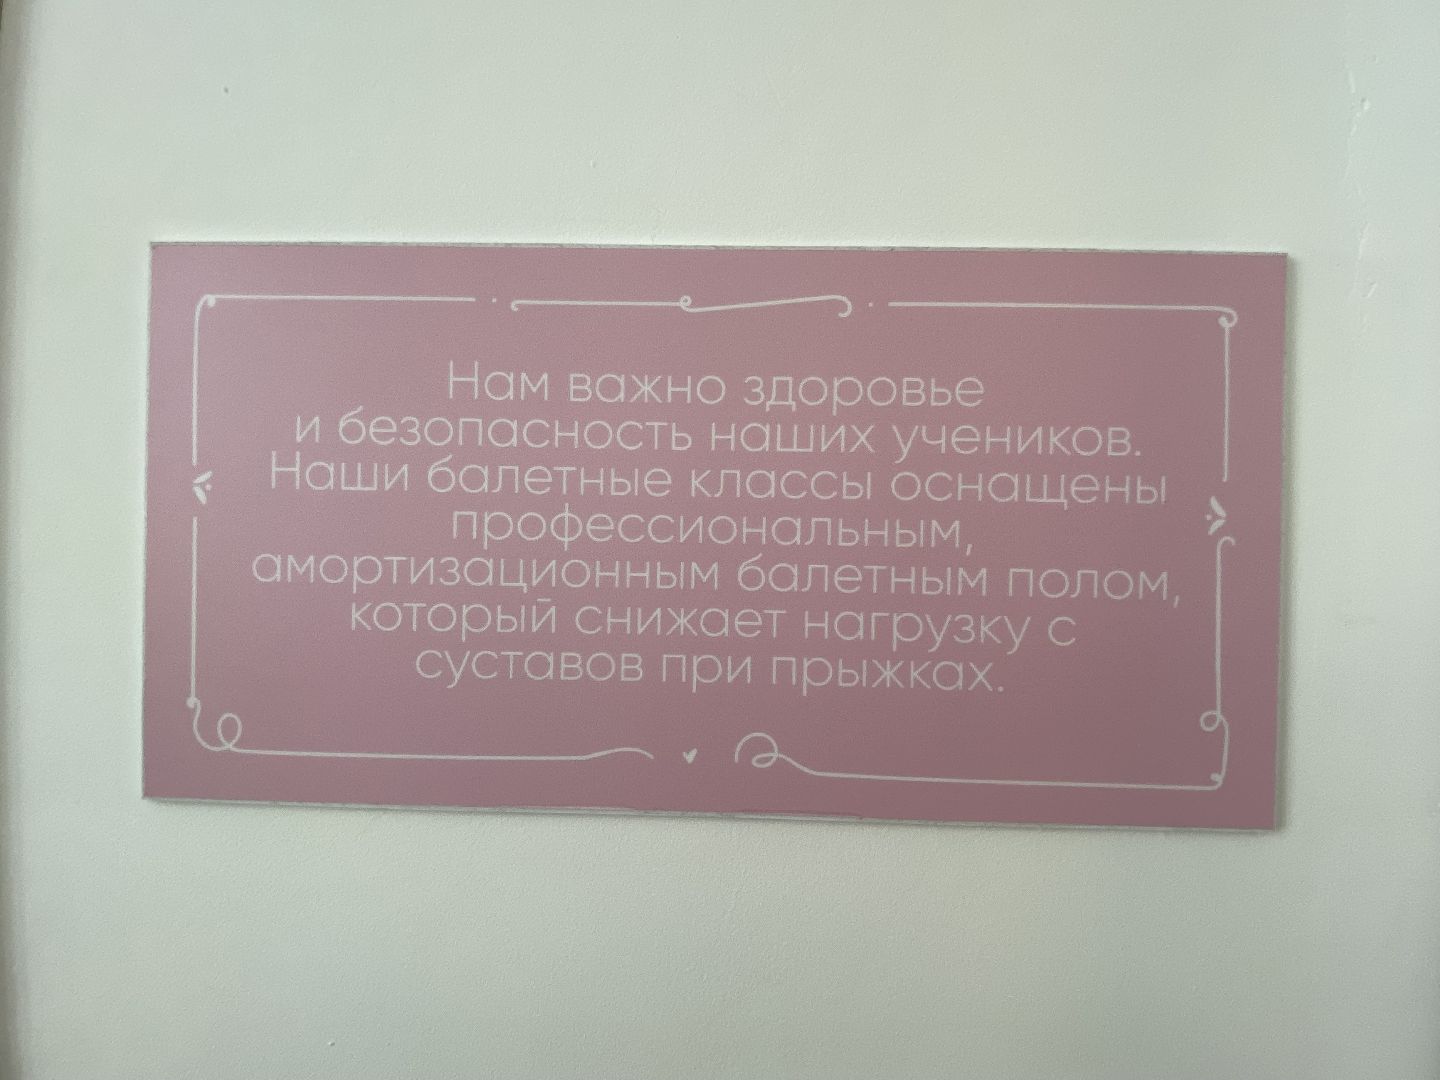 Нам важно здоровье
и безопасность наших учеников.
Наши балетные классы оснащены
профессиональным,
амортизационным балетным полом,
который снижает нагрузку с
суставов при прыжках.